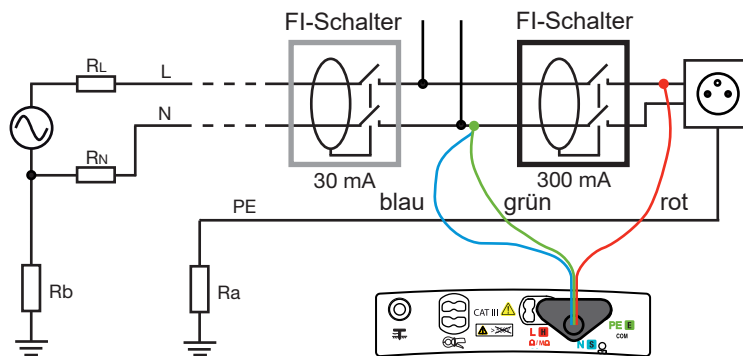 FI-Schalter FI-Schalter
RL L
N
RN
30 mA 300 mA
blau grün rot
PE
Rb Ra
CAT III
L H
Ω/MΩ
N S
PE E
COM